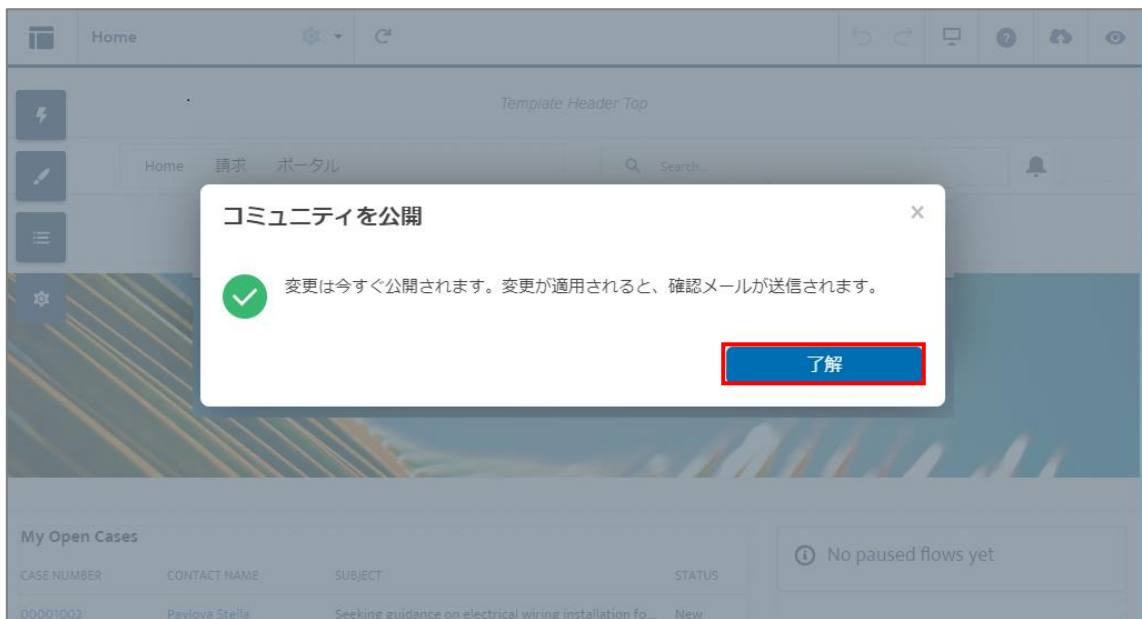 Home
Template Header Top
Home 請求 ポータル Search...
コミュニティを公開
変更は今すぐ公開されます。変更が適用されると、確認メールが送信されます。
了解
My Open Cases
No paused flows yet
CASE NUMBER CONTACT NAME SUBJECT STATUS
00001002 Pavlova Stella Seeking guidance on electrical wiring installation fo... New